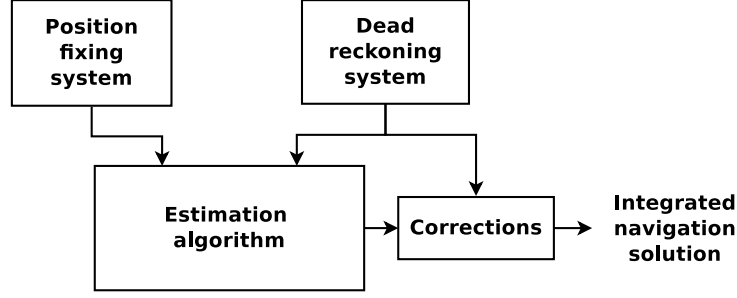 Position
fixing
system
Dead
reckoning
system
Estimation
algorithm
Corrections
Integrated
navigation
solution